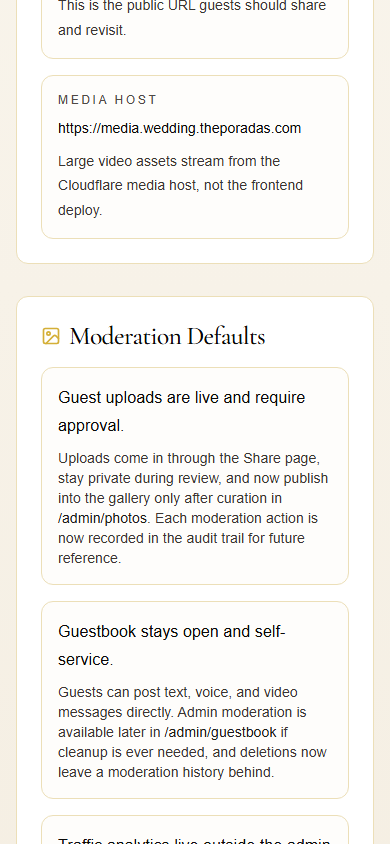 This is the public URL guests should share
and revisit.
MEDIA HOST
https://media.wedding.theporadas.com
Large video assets stream from the
Cloudflare media host, not the frontend
deploy.
Moderation Defaults
Guest uploads are live and require
approval.
Uploads come in through the Share page,
stay private during review, and now publish
into the gallery only after curation in
/admin/photos. Each moderation action is
now recorded in the audit trail for future
reference.
Guestbook stays open and self-
service.
Guests can post text, voice, and video
messages directly. Admin moderation is
available later in /admin/guestbook if
cleanup is ever needed, and deletions now
leave a moderation history behind.
Traffic analytics live outside the admin